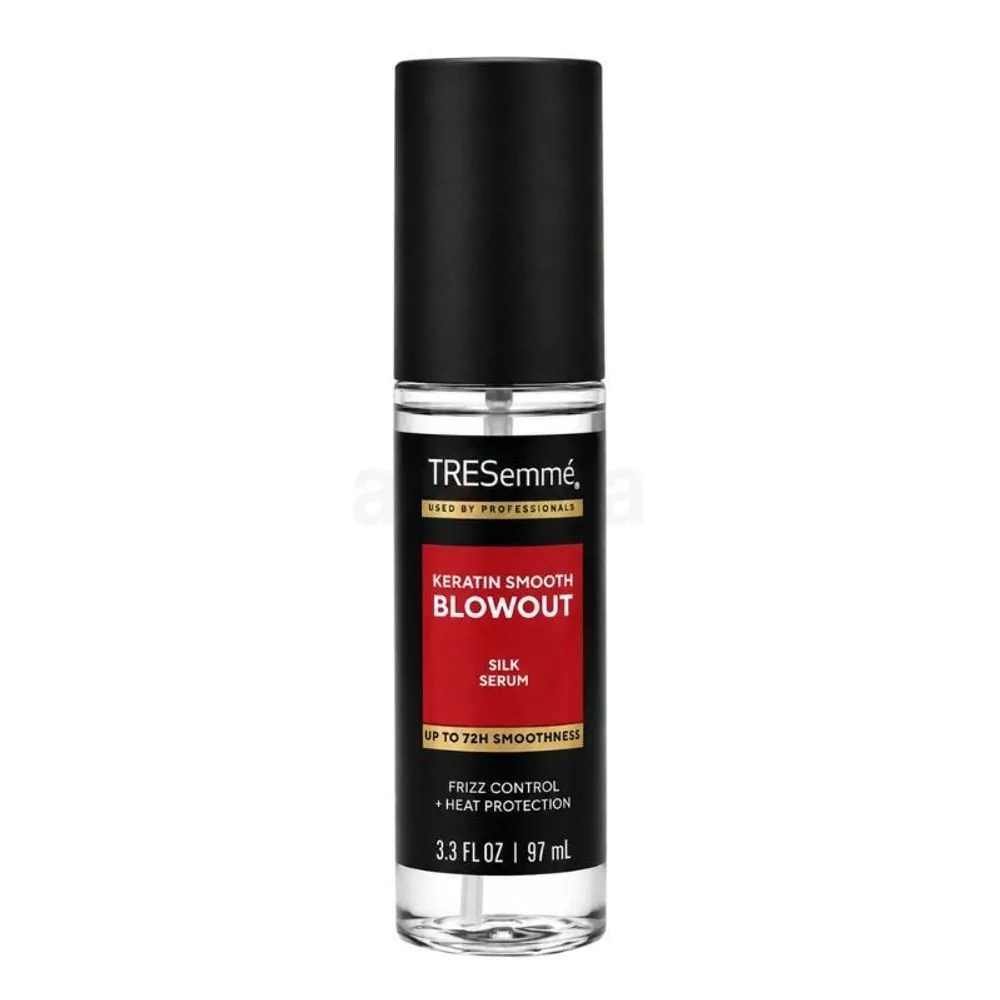 TRESemmé®
USED BY PROFESSIONALS
KERATIN SMOOTH
BLOWOUT
SILK
SERUM
UP TO 72H SMOOTHNESS
FRIZZ CONTROL
+ HEAT PROTECTION
3.3 FL OZ | 97 mL